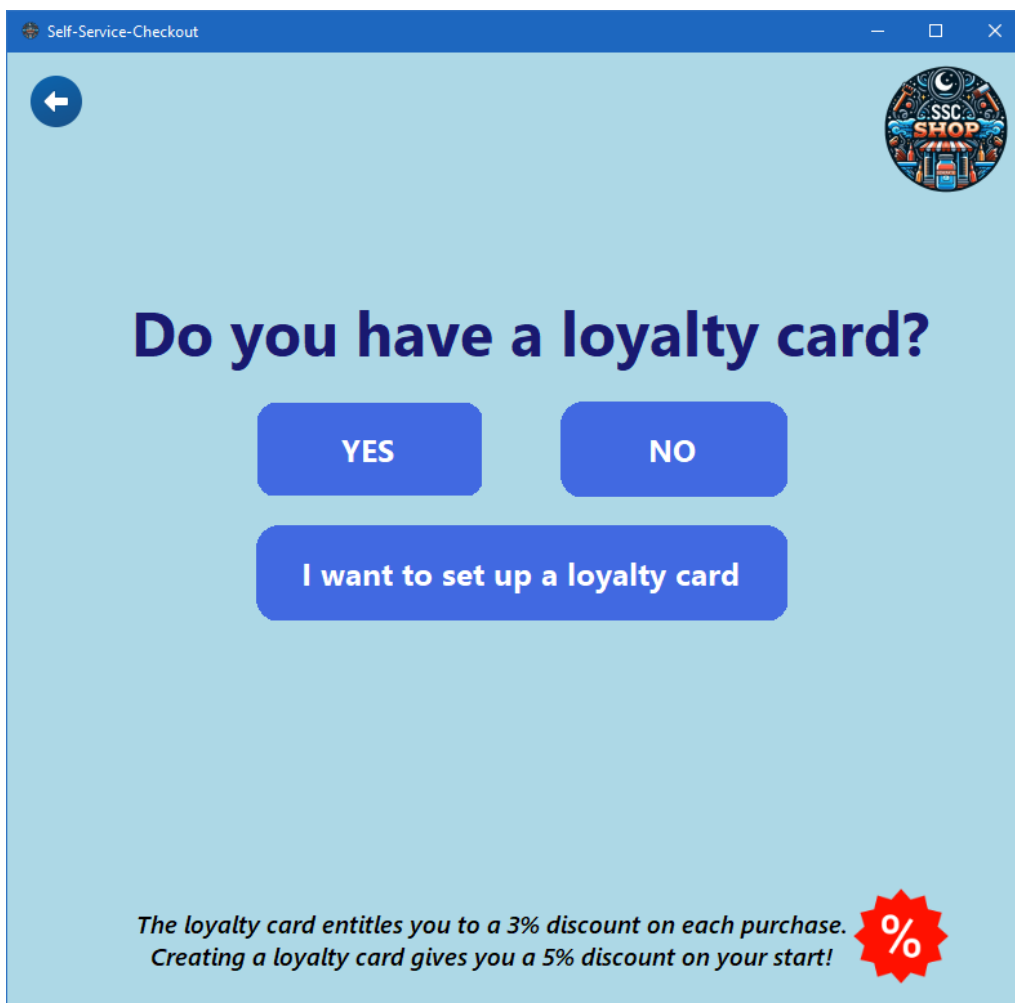 Self-Service-Checkout
SSC
SHOP
Do you have a loyalty card?
YES
NO
I want to set up a loyalty card
The loyalty card entitles you to a 3% discount on each purchase.
Creating a loyalty card gives you a 5% discount on your start!
%